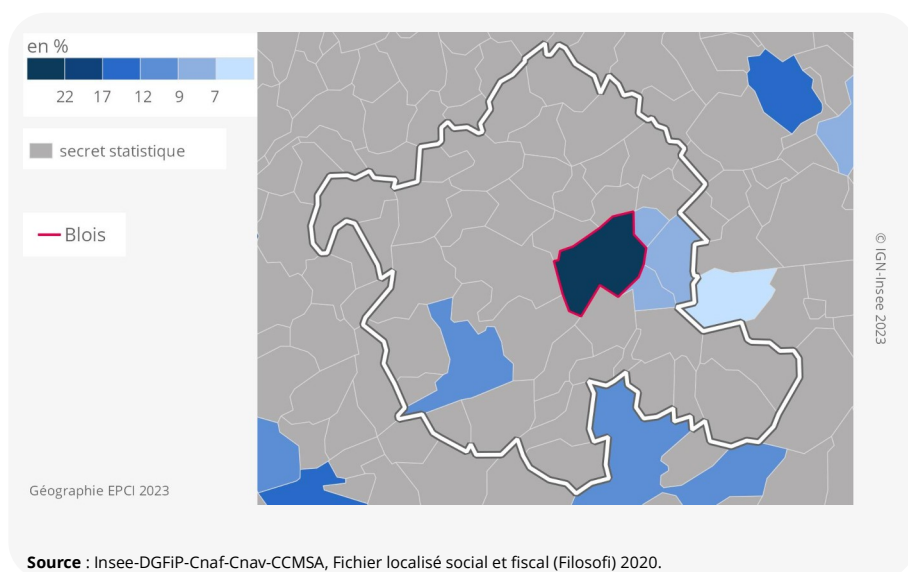 en %
22 17 12 9 7
secret statistique
Blois
© IGN-Insee 2023
Géographie EPCI 2023
Source : Insee-DGFiP-Cnaf-Cnav-CCMSA, Fichier localisé social et fiscal (Filosofi) 2020.